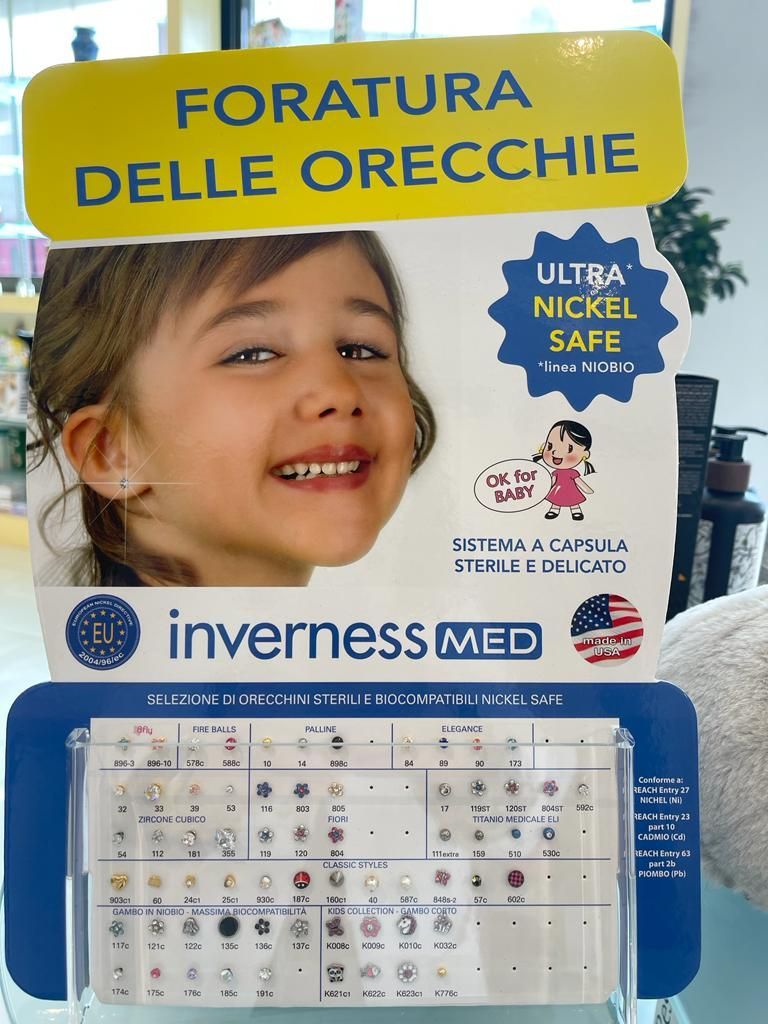 FORATURA
DELLE ORECCHIE
ULTRA*
NICKEL
SAFE
*linea NIOBIO
OK for
BABY
SISTEMA A CAPSULA
STERILE E DELICATO
EUROPEAN NICKEL DIRECTIVE
EU
2004/96/ec
inverness MED
made in
USA
SELEZIONE DI ORECCHINI STERILI E BIOCOMPATIBILI NICKEL SAFE
FIRE BALLS PALLINE ELEGANCE
896-3 896-10 578c 588c 10 14 898c 84 89 90 173
32 33 39 53 116 803 805 17 119ST 120ST 804ST 592c
ZIRCONE CUBICO FIORI TITANIO MEDICALE ELI
54 112 181 355 119 120 804 111extra 159 510 530c
CLASSIC STYLES
903c1 60 24c1 25c1 930c 187c 160c1 40 587c 848s-2 57c 602c
GAMBO IN NIOBIO - MASSIMA BIOCOMPATIBILITÀ KIDS COLLECTION - GAMBO CORTO
117c 121c 122c 135c 136c 137c K008c K009c K010c K032c
174c 175c 176c 185c 191c K621c1 K622c K623c1 K776c
Conforme a:
REACH Entry 27
NICHEL (Ni)
REACH Entry 23
part 10
CADMIO (Cd)
REACH Entry 63
part 2b
PIOMBO (Pb)